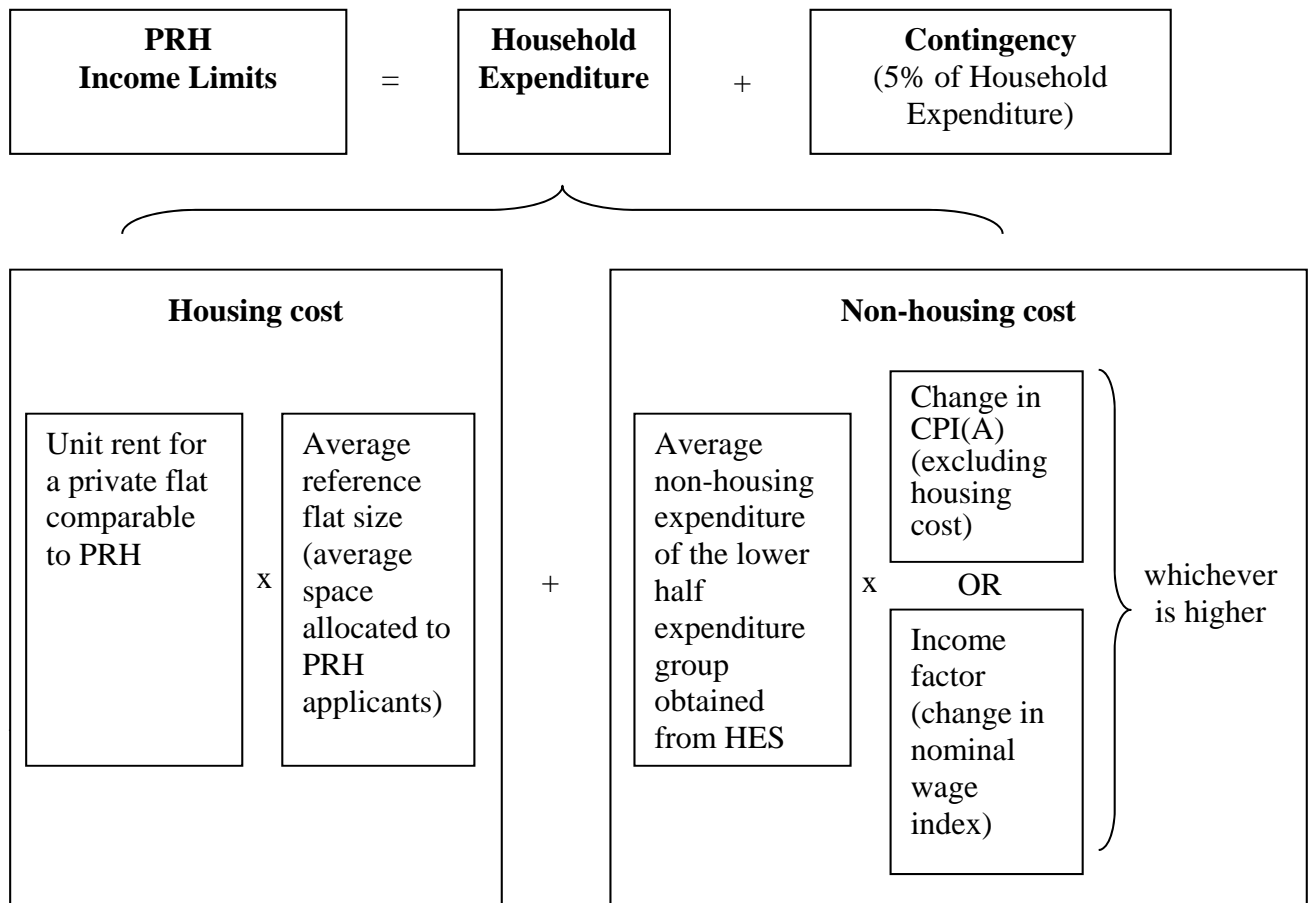 PRH
Income Limits
=
Household
Expenditure
+
Contingency
(5% of Household
Expenditure)
Housing cost
Unit rent for
a private flat
comparable
to PRH
x
Average
reference
flat size
(average
space
allocated to
PRH
applicants)
+
Non-housing cost
Average
non-housing
expenditure
of the lower
half
expenditure
group
obtained
from HES
x
Change in
CPI(A)
(excluding
housing
cost)
OR
Income
factor
(change in
nominal
wage
index)
whichever
is higher